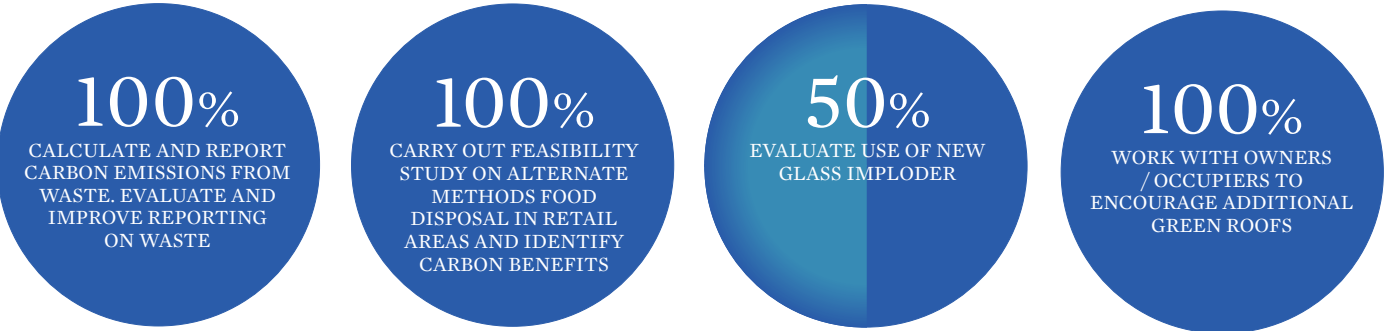 100%
CALCULATE AND REPORT
CARBON EMISSIONS FROM
WASTE. EVALUATE AND
IMPROVE REPORTING
ON WASTE
100%
CARRY OUT FEASIBILITY
STUDY ON ALTERNATE
METHODS FOOD
DISPOSAL IN RETAIL
AREAS AND IDENTIFY
CARBON BENEFITS
50%
EVALUATE USE OF NEW
GLASS IMPLODER
100%
WORK WITH OWNERS
/ OCCUPIERS TO
ENCOURAGE ADDITIONAL
GREEN ROOFS